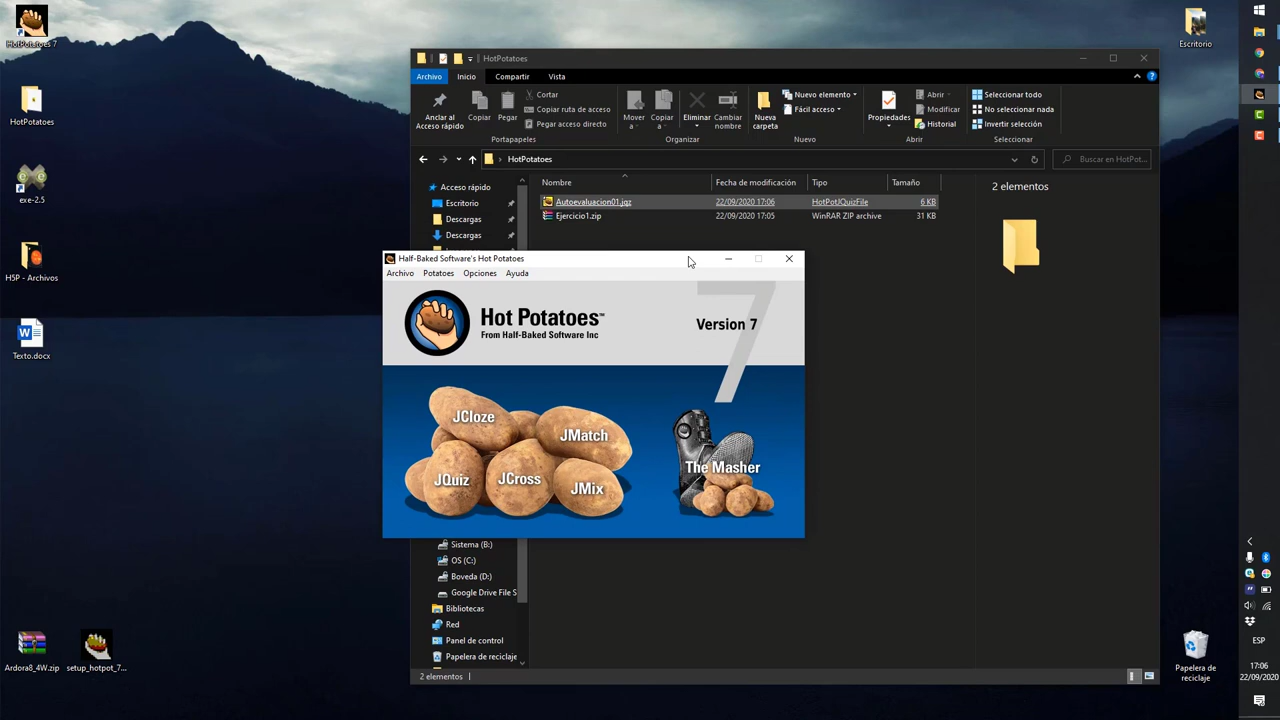 HotPotatoes 7
HotPotatoes
exe-2.5
H5P - Archivos
Texto.docx
Ardora8_4W.zip
setup_hotpot_7...
Escritorio
HotPotatoes
Archivo
Inicio
Compartir
Vista
Anclar al
Acceso rápido
Copiar
Pegar
Cortar
Copiar ruta de acceso
Pegar acceso directo
Portapapeles
Mover
a
Copiar
a
Eliminar
Cambiar
nombre
Organizar
Nueva
carpeta
Nuevo elemento
Fácil acceso
Nuevo
Propiedades
Abrir
Modificar
Historial
Abrir
Seleccionar todo
No seleccionar nada
Invertir selección
Seleccionar
HotPotatoes
Buscar en HotPot...
Acceso rápido
Escritorio
Descargas
Descargas
Nombre
Fecha de modificación
Tipo
Tamaño
Autoevaluacion01.jqz
22/09/2020 17:06
HotPotJQuizFile
6 KB
Ejercicio1.zip
22/09/2020 17:05
WinRAR ZIP archive
31 KB
2 elementos
Half-Baked Software's Hot Potatoes
Archivo
Potatoes
Opciones
Ayuda
Hot Potatoes™
From Half-Baked Software Inc
7
Version 7
JCloze
JMatch
JQuiz
JCross
JMix
The Masher
Sistema (B:)
OS (C:)
Boveda (D:)
Google Drive File S
Bibliotecas
Red
Panel de control
Papelera de reciclaje
2 elementos
Papelera de
reciclaje
ESP
17:06
22/09/2020